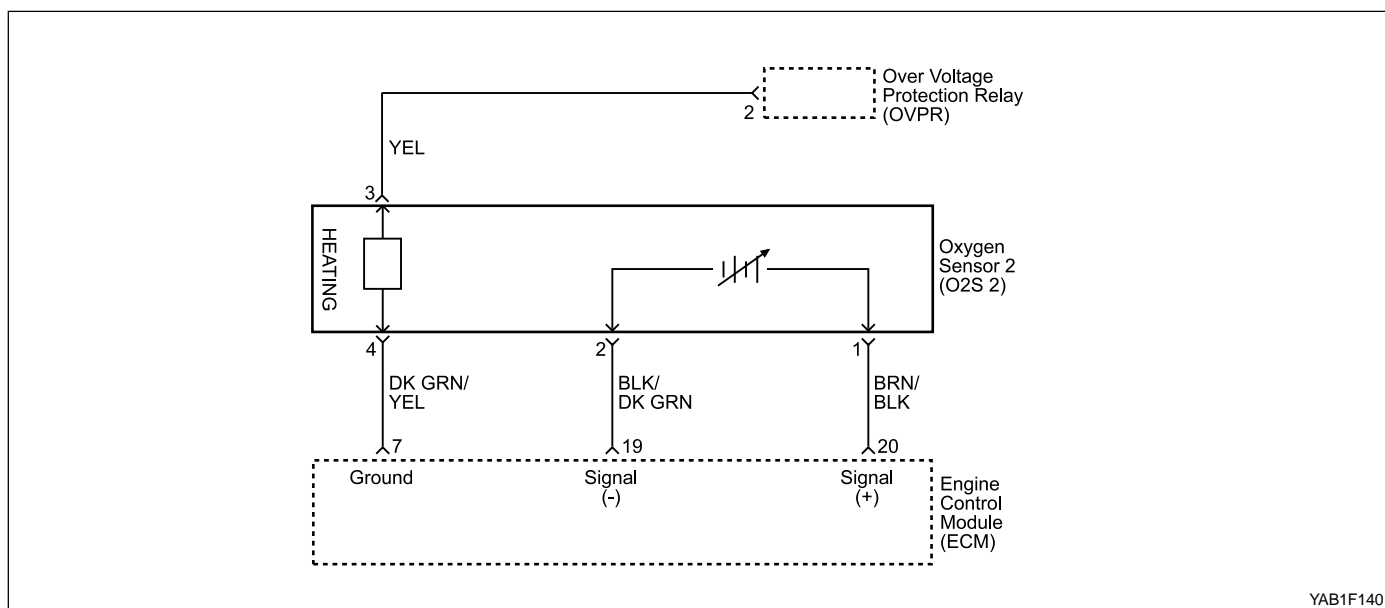 Over Voltage
Protection Relay
(OVPR)
2
YEL
3
HEATING
Oxygen
Sensor 2
(O2S 2)
4
2
1
DK GRN/
YEL
BLK/
DK GRN
BRN/
BLK
7
19
20
Ground
Signal
(-)
Signal
(+)
Engine
Control
Module
(ECM)
YAB1F140